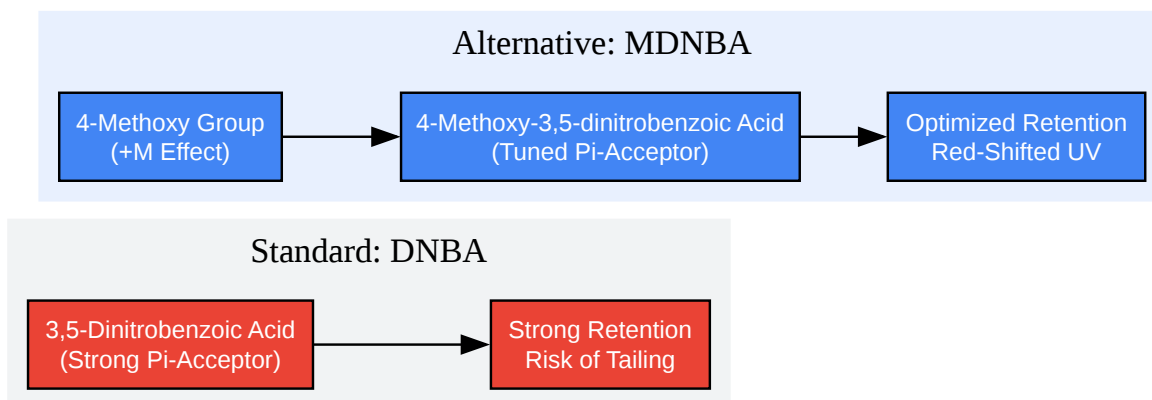 Alternative: MDNBA
4-Methoxy Group
(+M Effect)
4-Methoxy-3,5-dinitrobenzoic Acid
(Tuned Pi-Acceptor)
Optimized Retention
Red-Shifted UV
Standard: DNBA
3,5-Dinitrobenzoic Acid
(Strong Pi-Acceptor)
Strong Retention
Risk of Tailing